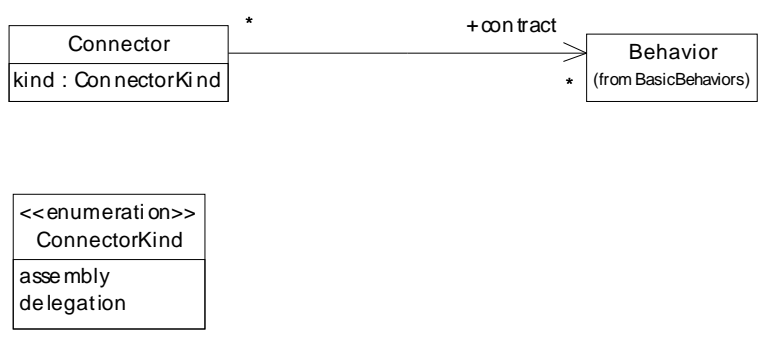 * +contract
Connector
kind : ConnectorKind
Behavior
(from BasicBehaviors)
*
<<enumeration>>
ConnectorKind
assembly
delegation